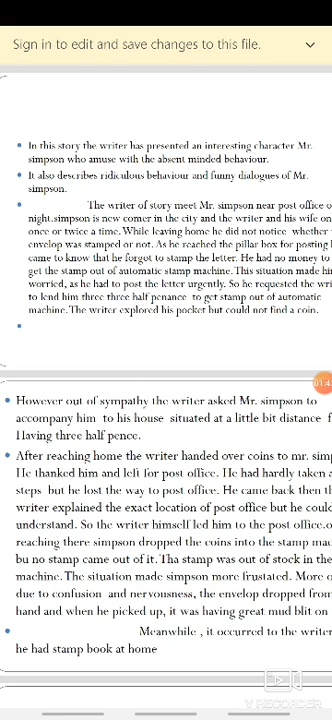 Sign in to edit and save changes to this file.
In this story the writer has presented an interesting character Mr.
simpson who amuse with the absent minded behaviour.
It also describes ridiculous behaviour and funny dialogues of Mr.
simpson.
The writer of story meet Mr. simpson near post office o
night.simpson is new comer in the city and the writer and his wife on
once or twice a time. While leaving home he did not notice whether
envelop was stamped or not. As he reached the pillar box for posting
came to know that he forgot to stamp the letter. He had no money to
get the stamp out of automatic stamp machine. This situation made hi
worried, as he had to post the letter urgently. So he requested the wri
to lend him three three half penance to get stamp out of automatic
machine. The writer explored his pocket but could not find a coin.
01:4
However out of sympathy the writer asked Mr. simpson to
accompany him to his house situated at a little bit distance f
Having three half pence.
After reaching home the writer handed over coins to mr. simp
He thanked him and left for post office. He had hardly taken a
steps but he lost the way to post office. He came back then th
writer explained the exact location of post office but he coul
understand. So the writer himself led him to the post office.o
reaching there simpson dropped the coins into the stamp mac
bu no stamp came out of it. Tha stamp was out of stock in the
machine. The situation made simpson more frustated. More o
due to confusion and nervousness, the envelop dropped from
hand and when he picked up, it was having great mud blit on
Meanwhile , it occurred to the writer
he had stamp book at home
V RECORDER